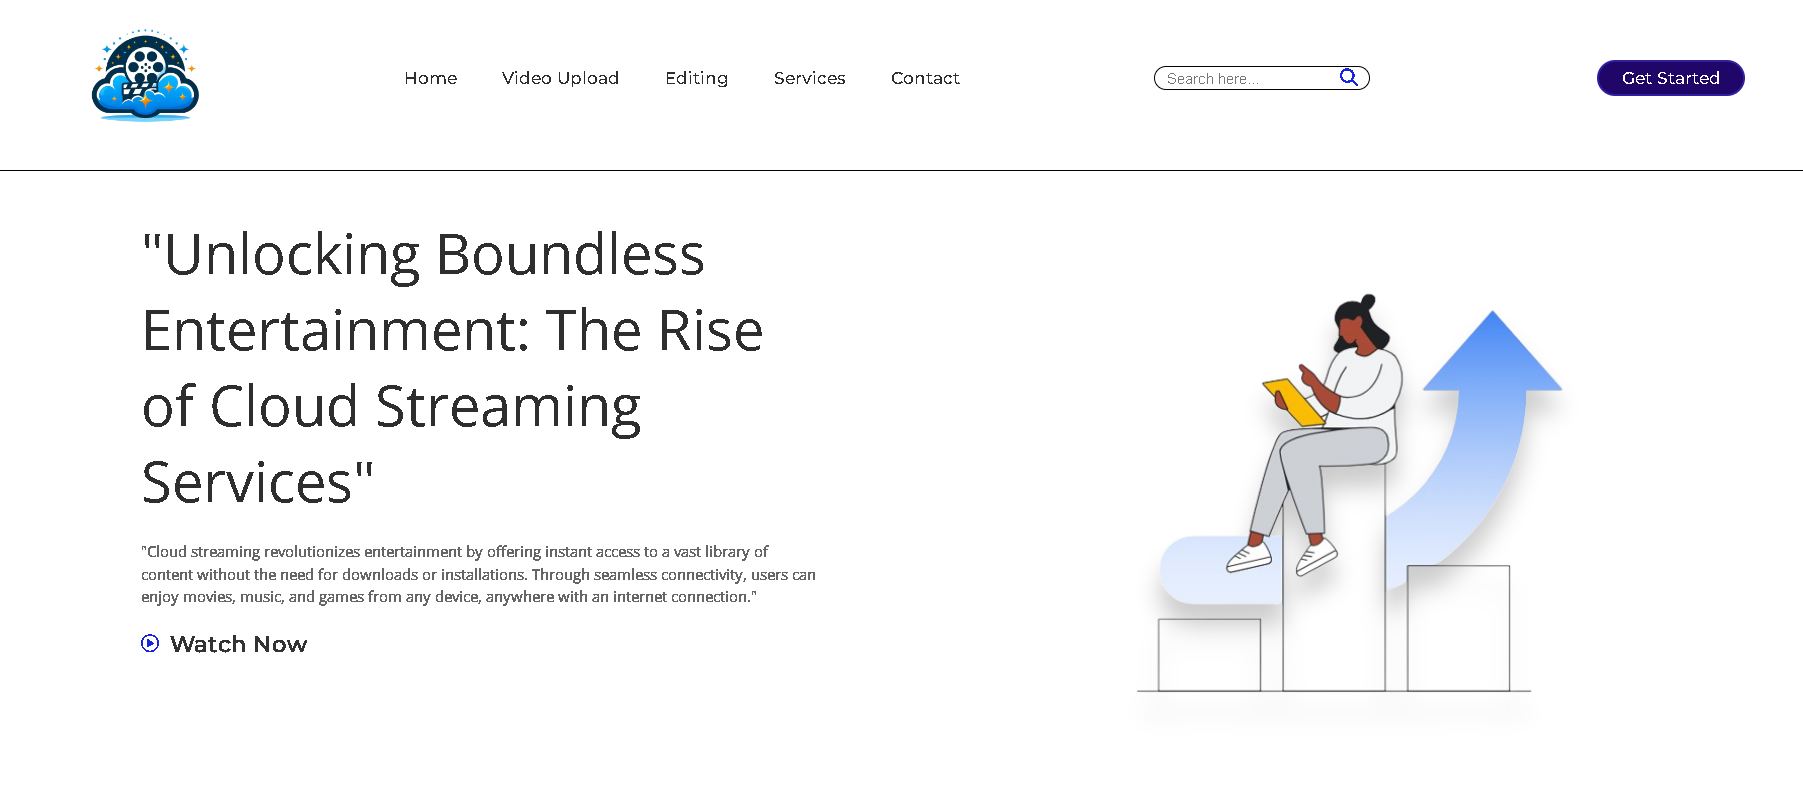 Home Video Upload Editing Services Contact Search here... Get Started
"Unlocking Boundless
Entertainment: The Rise
of Cloud Streaming
Services"
"Cloud streaming revolutionizes entertainment by offering instant access to a vast library of
content without the need for downloads or installations. Through seamless connectivity, users can
enjoy movies, music, and games from any device, anywhere with an internet connection."
Watch Now